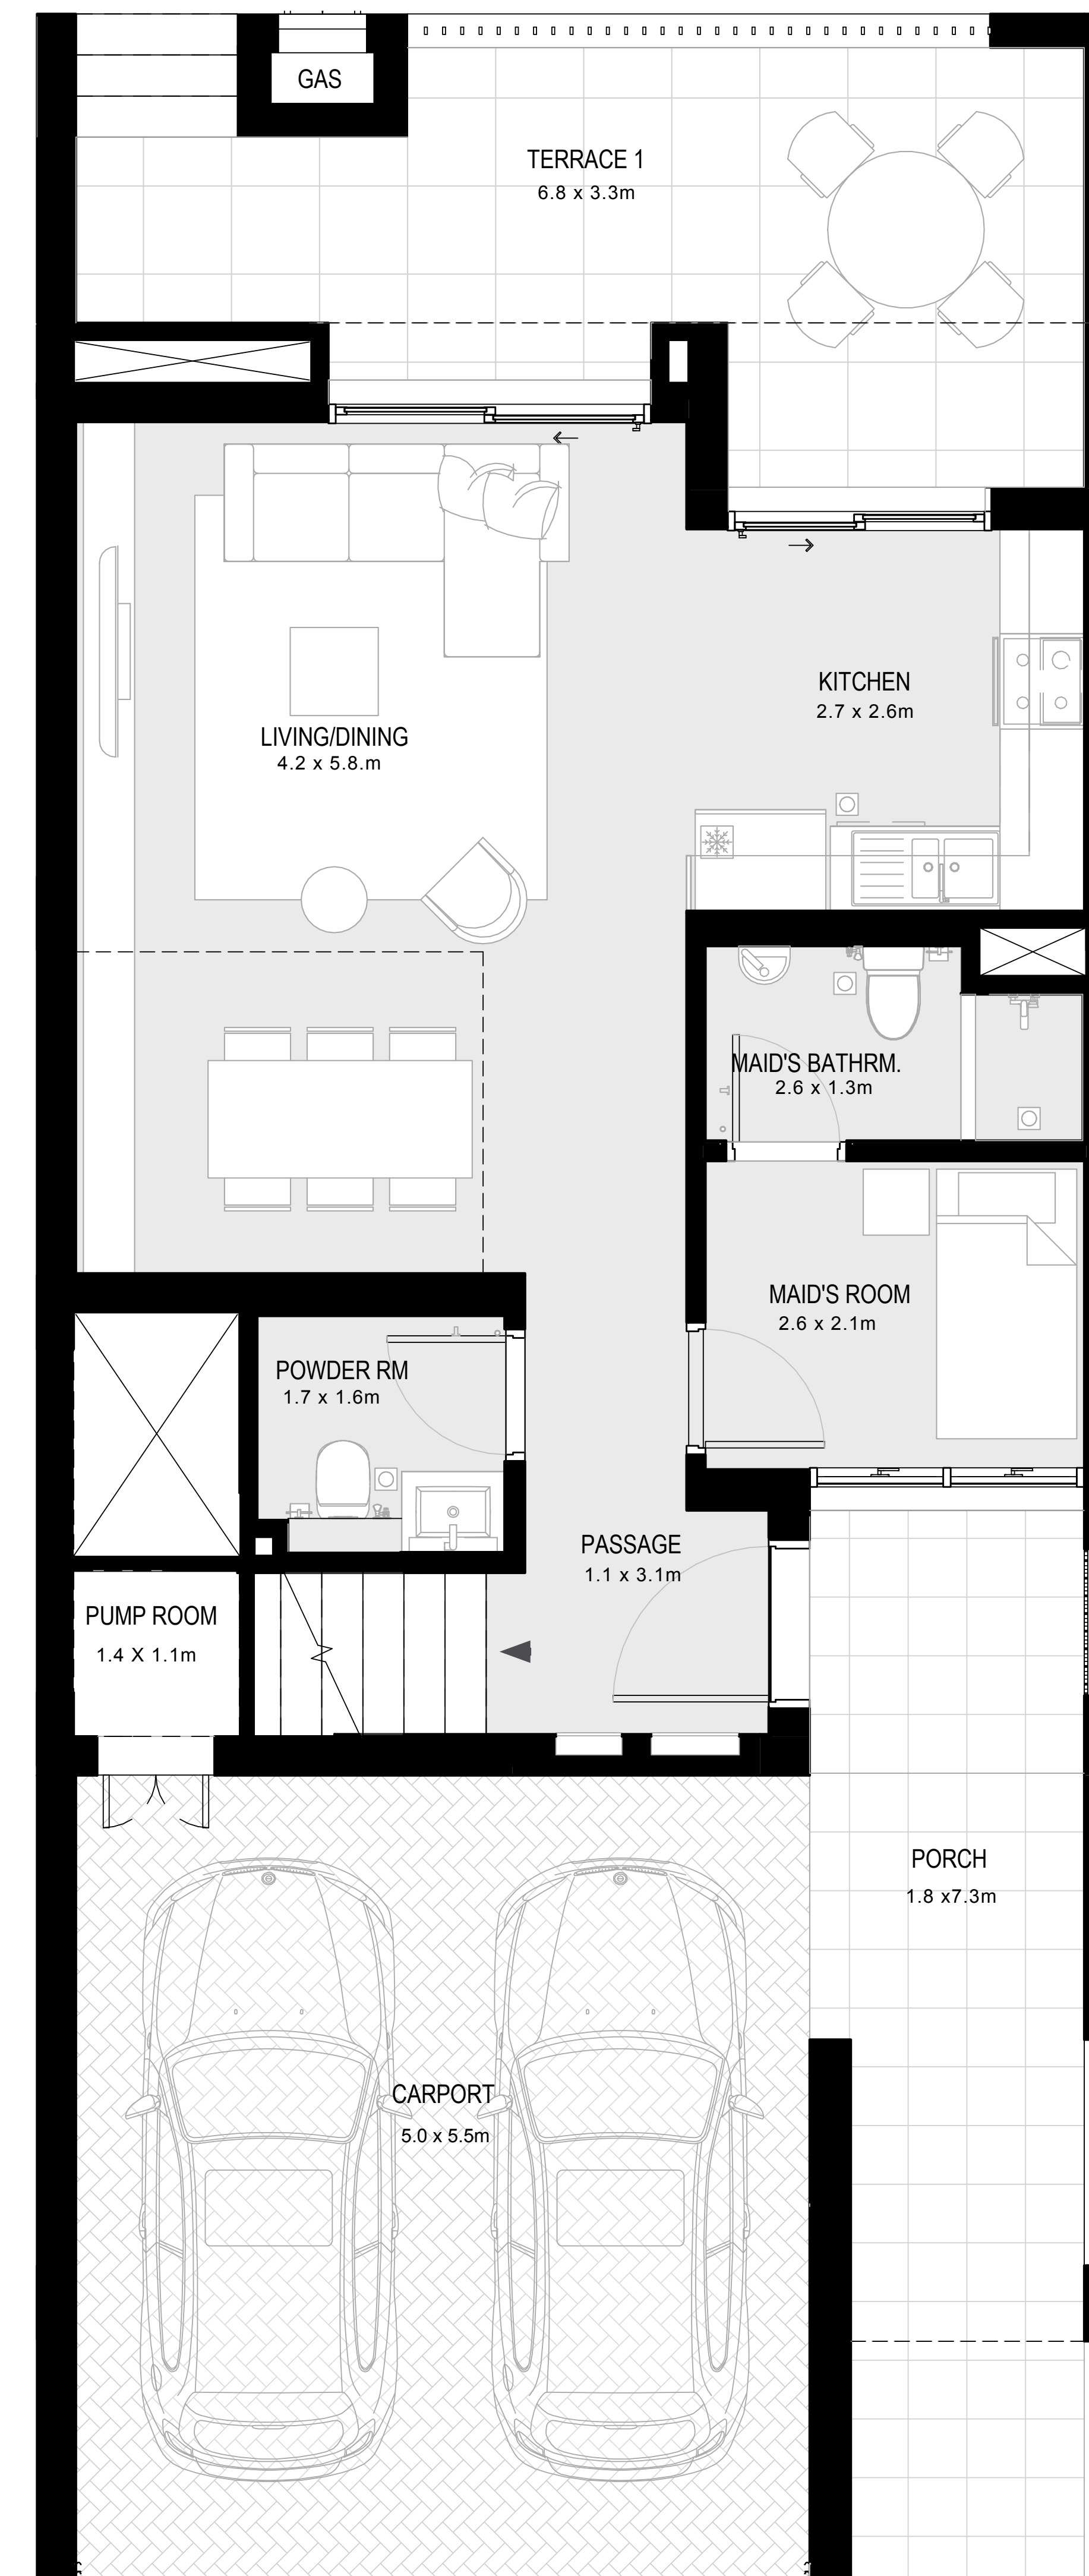 GAS
TERRACE 1
6.8 x 3.3m
KITCHEN
2.7 x 2.6m
LIVING/DINING
4.2 x 5.8.m
MAID'S BATHRM.
2.6 x 1.3m
MAID'S ROOM
2.6 x 2.1m
POWDER RM
1.7 x 1.6m
PASSAGE
1.1 x 3.1m
PUMP ROOM
1.4 X 1.1m
PORCH
1.8 x7.3m
CARPORT
5.0 x 5.5m